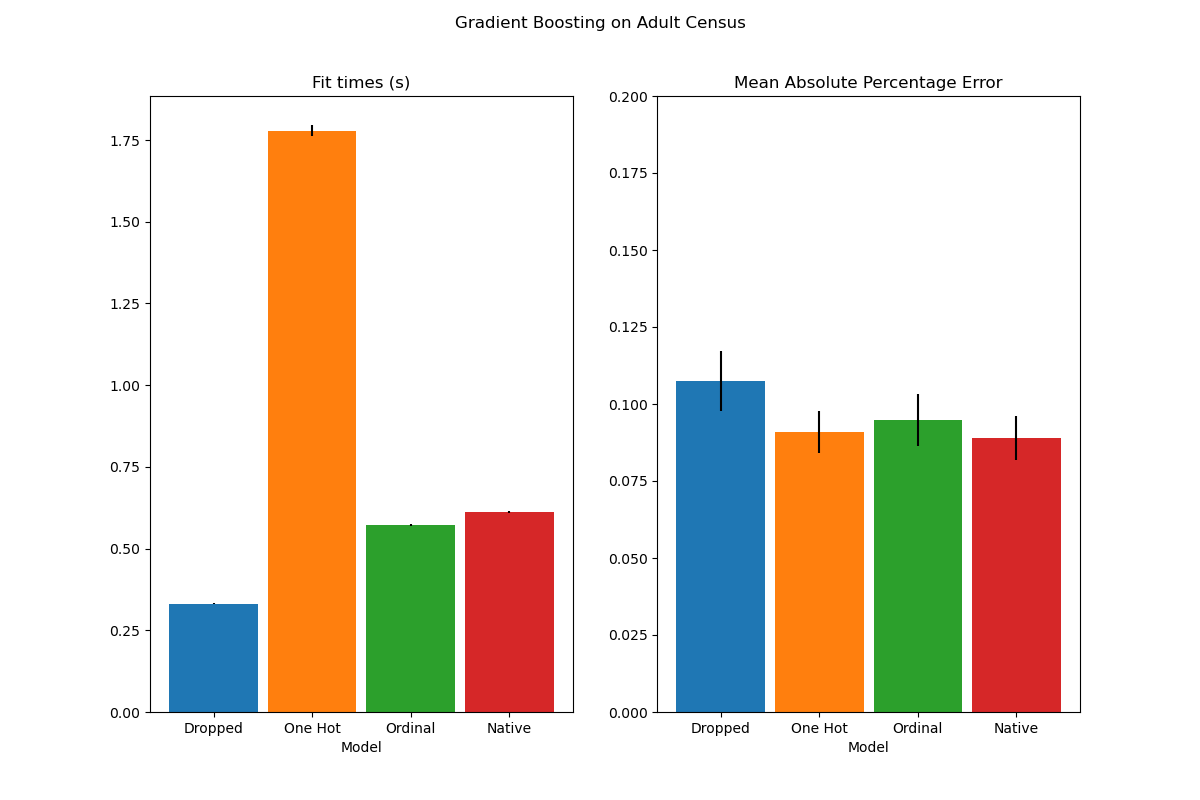 Gradient Boosting on Adult Census
Fit times (s)
1.75
1.50
1.25
1.00
0.75
0.50
0.25
0.00
Dropped One Hot Ordinal Native
Model
Mean Absolute Percentage Error
0.200
0.175
0.150
0.125
0.100
0.075
0.050
0.025
0.000
Dropped One Hot Ordinal Native
Model